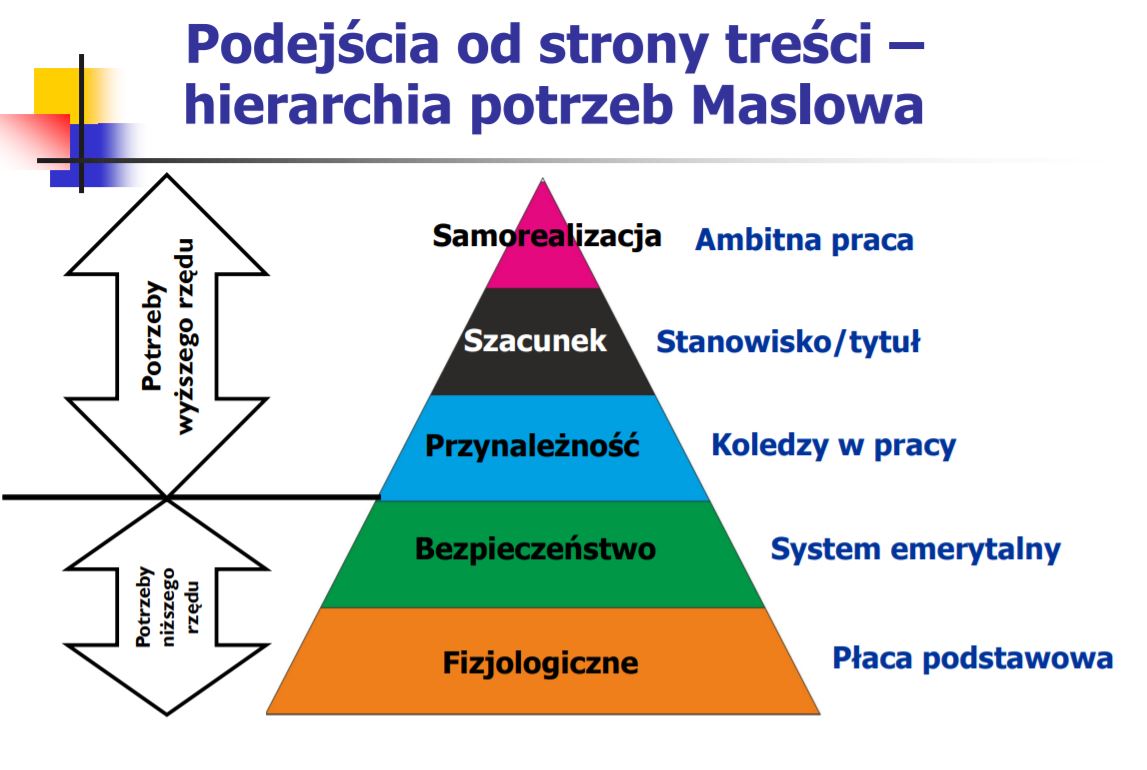 Podejścia od strony treści –
hierarchia potrzeb Maslowa
Potrzeby
wyższego rzędu
Samorealizacja
Ambitna praca
Szacunek
Stanowisko/tytuł
Przynależność
Koledzy w pracy
Potrzeby
niższego
rzędu
Bezpieczeństwo
System emerytalny
Fizjologiczne
Płaca podstawowa